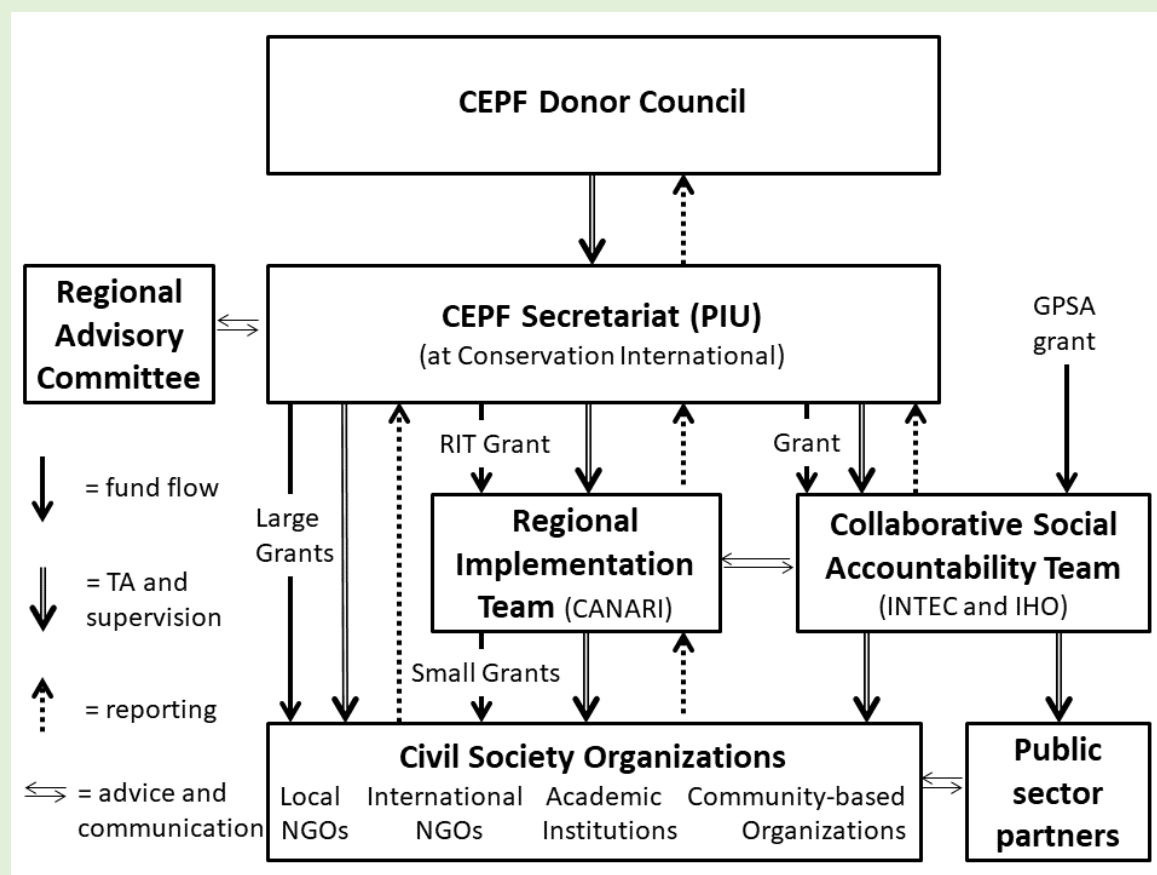 CEPF Donor Council
Regional
Advisory
Committee
CEPF Secretariat (PIU)
(at Conservation International)
GPSA
grant
= fund flow
= TA and
supervision
= reporting
= advice and
communication
Large
Grants
RIT Grant
Grant
Regional
Implementation
Team (CANARI)
Collaborative Social
Accountability Team
(INTEC and IHO)
Small Grants
Civil Society Organizations
Local
NGOs
International
NGOs
Academic
Institutions
Community-based
Organizations
Public
sector
partners